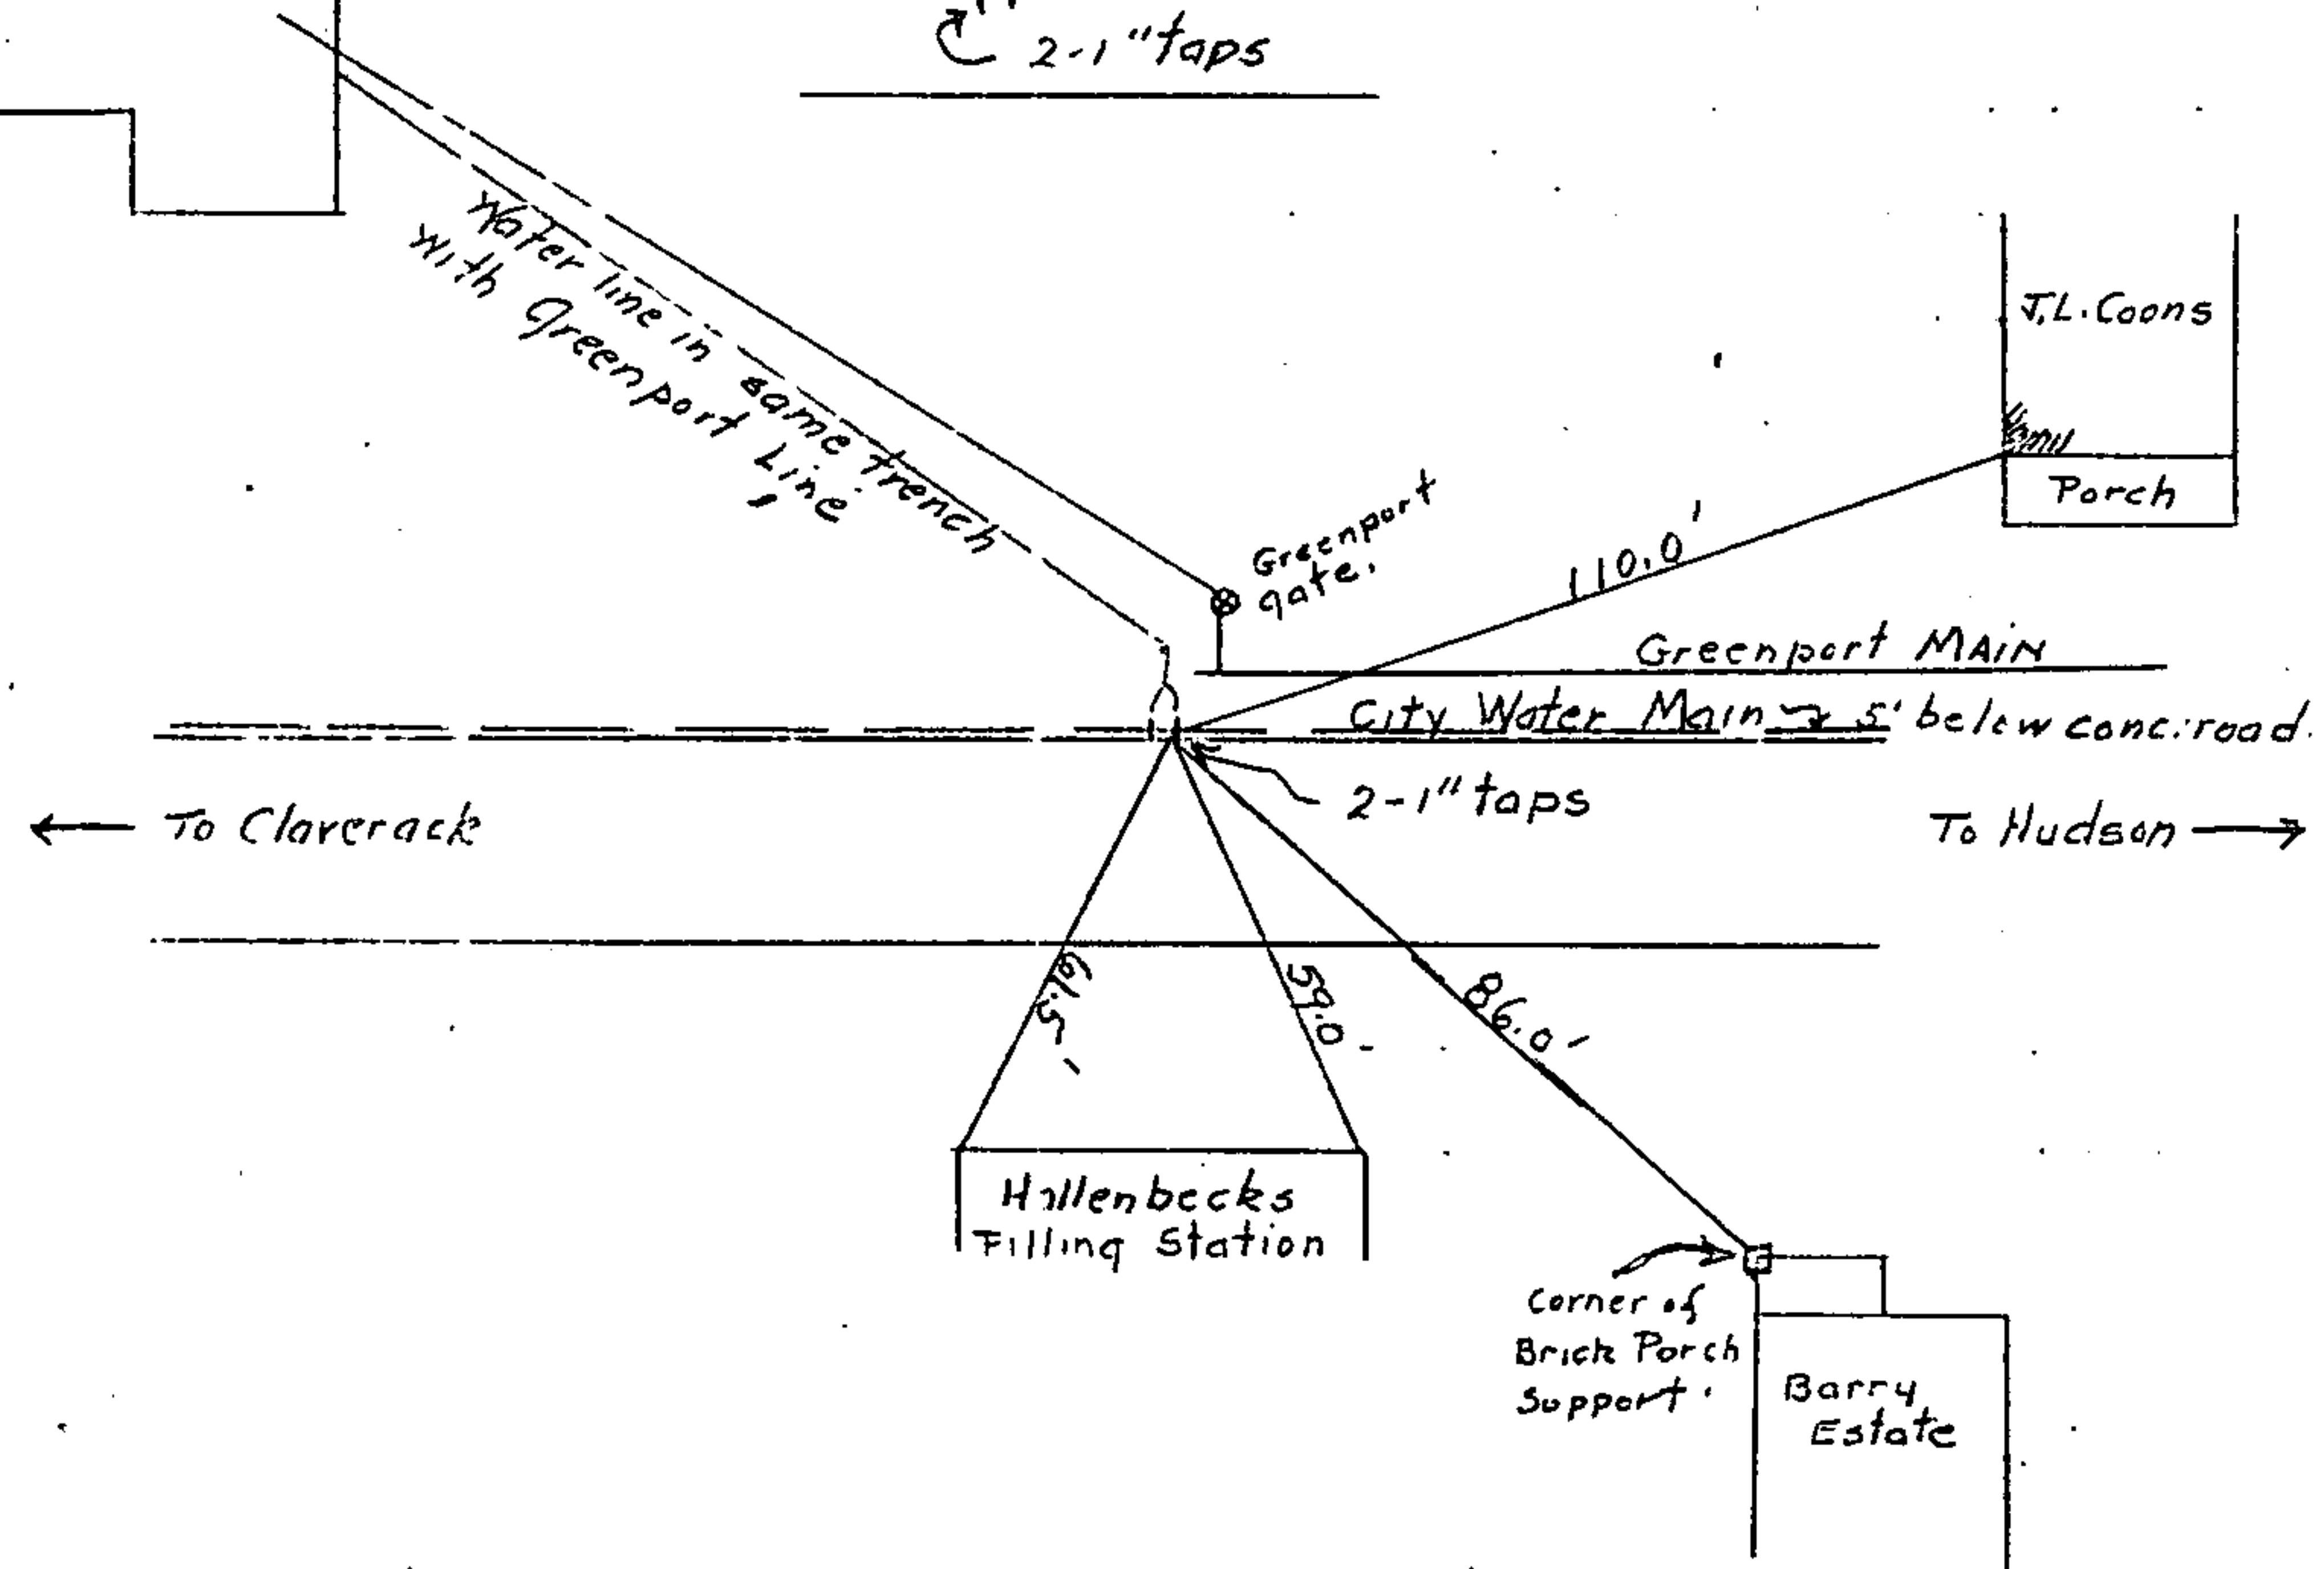 2-1" taps
Water line in same trench
with Greenport Line
J.L. Coons
Porch
Greenport
gate.
110.0'
Greenport MAIN
City Water Main 5' below conc. road.
2-1" taps
← To Claverack
To Hudson →
61.5'
59.0'
86.0'
Hallenbecks
Filling Station
Corner of
Brick Porch
Support.
Barry
Estate